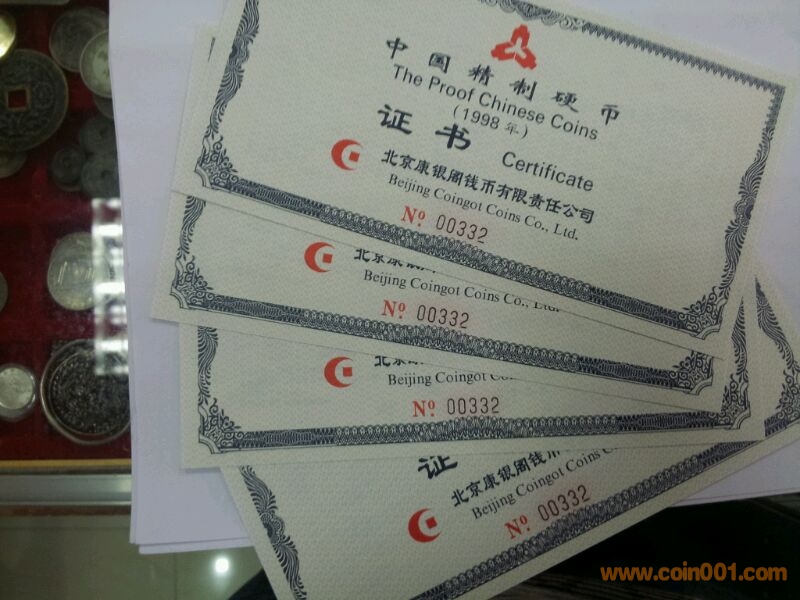 中国精制硬币
The Proof Chinese Coins
(1998年)
证书 Certificate
北京康银阁钱币有限责任公司
Beijing Coingot Coins Co., Ltd.
Nº 00332
Beijing Coingot Coins Co., Ltd.
Nº 00332
Beijing Coingot
Nº 00332
证
北京康银阁钱币
Beijing Coingot Coins
Nº 00332
www.coin001.com